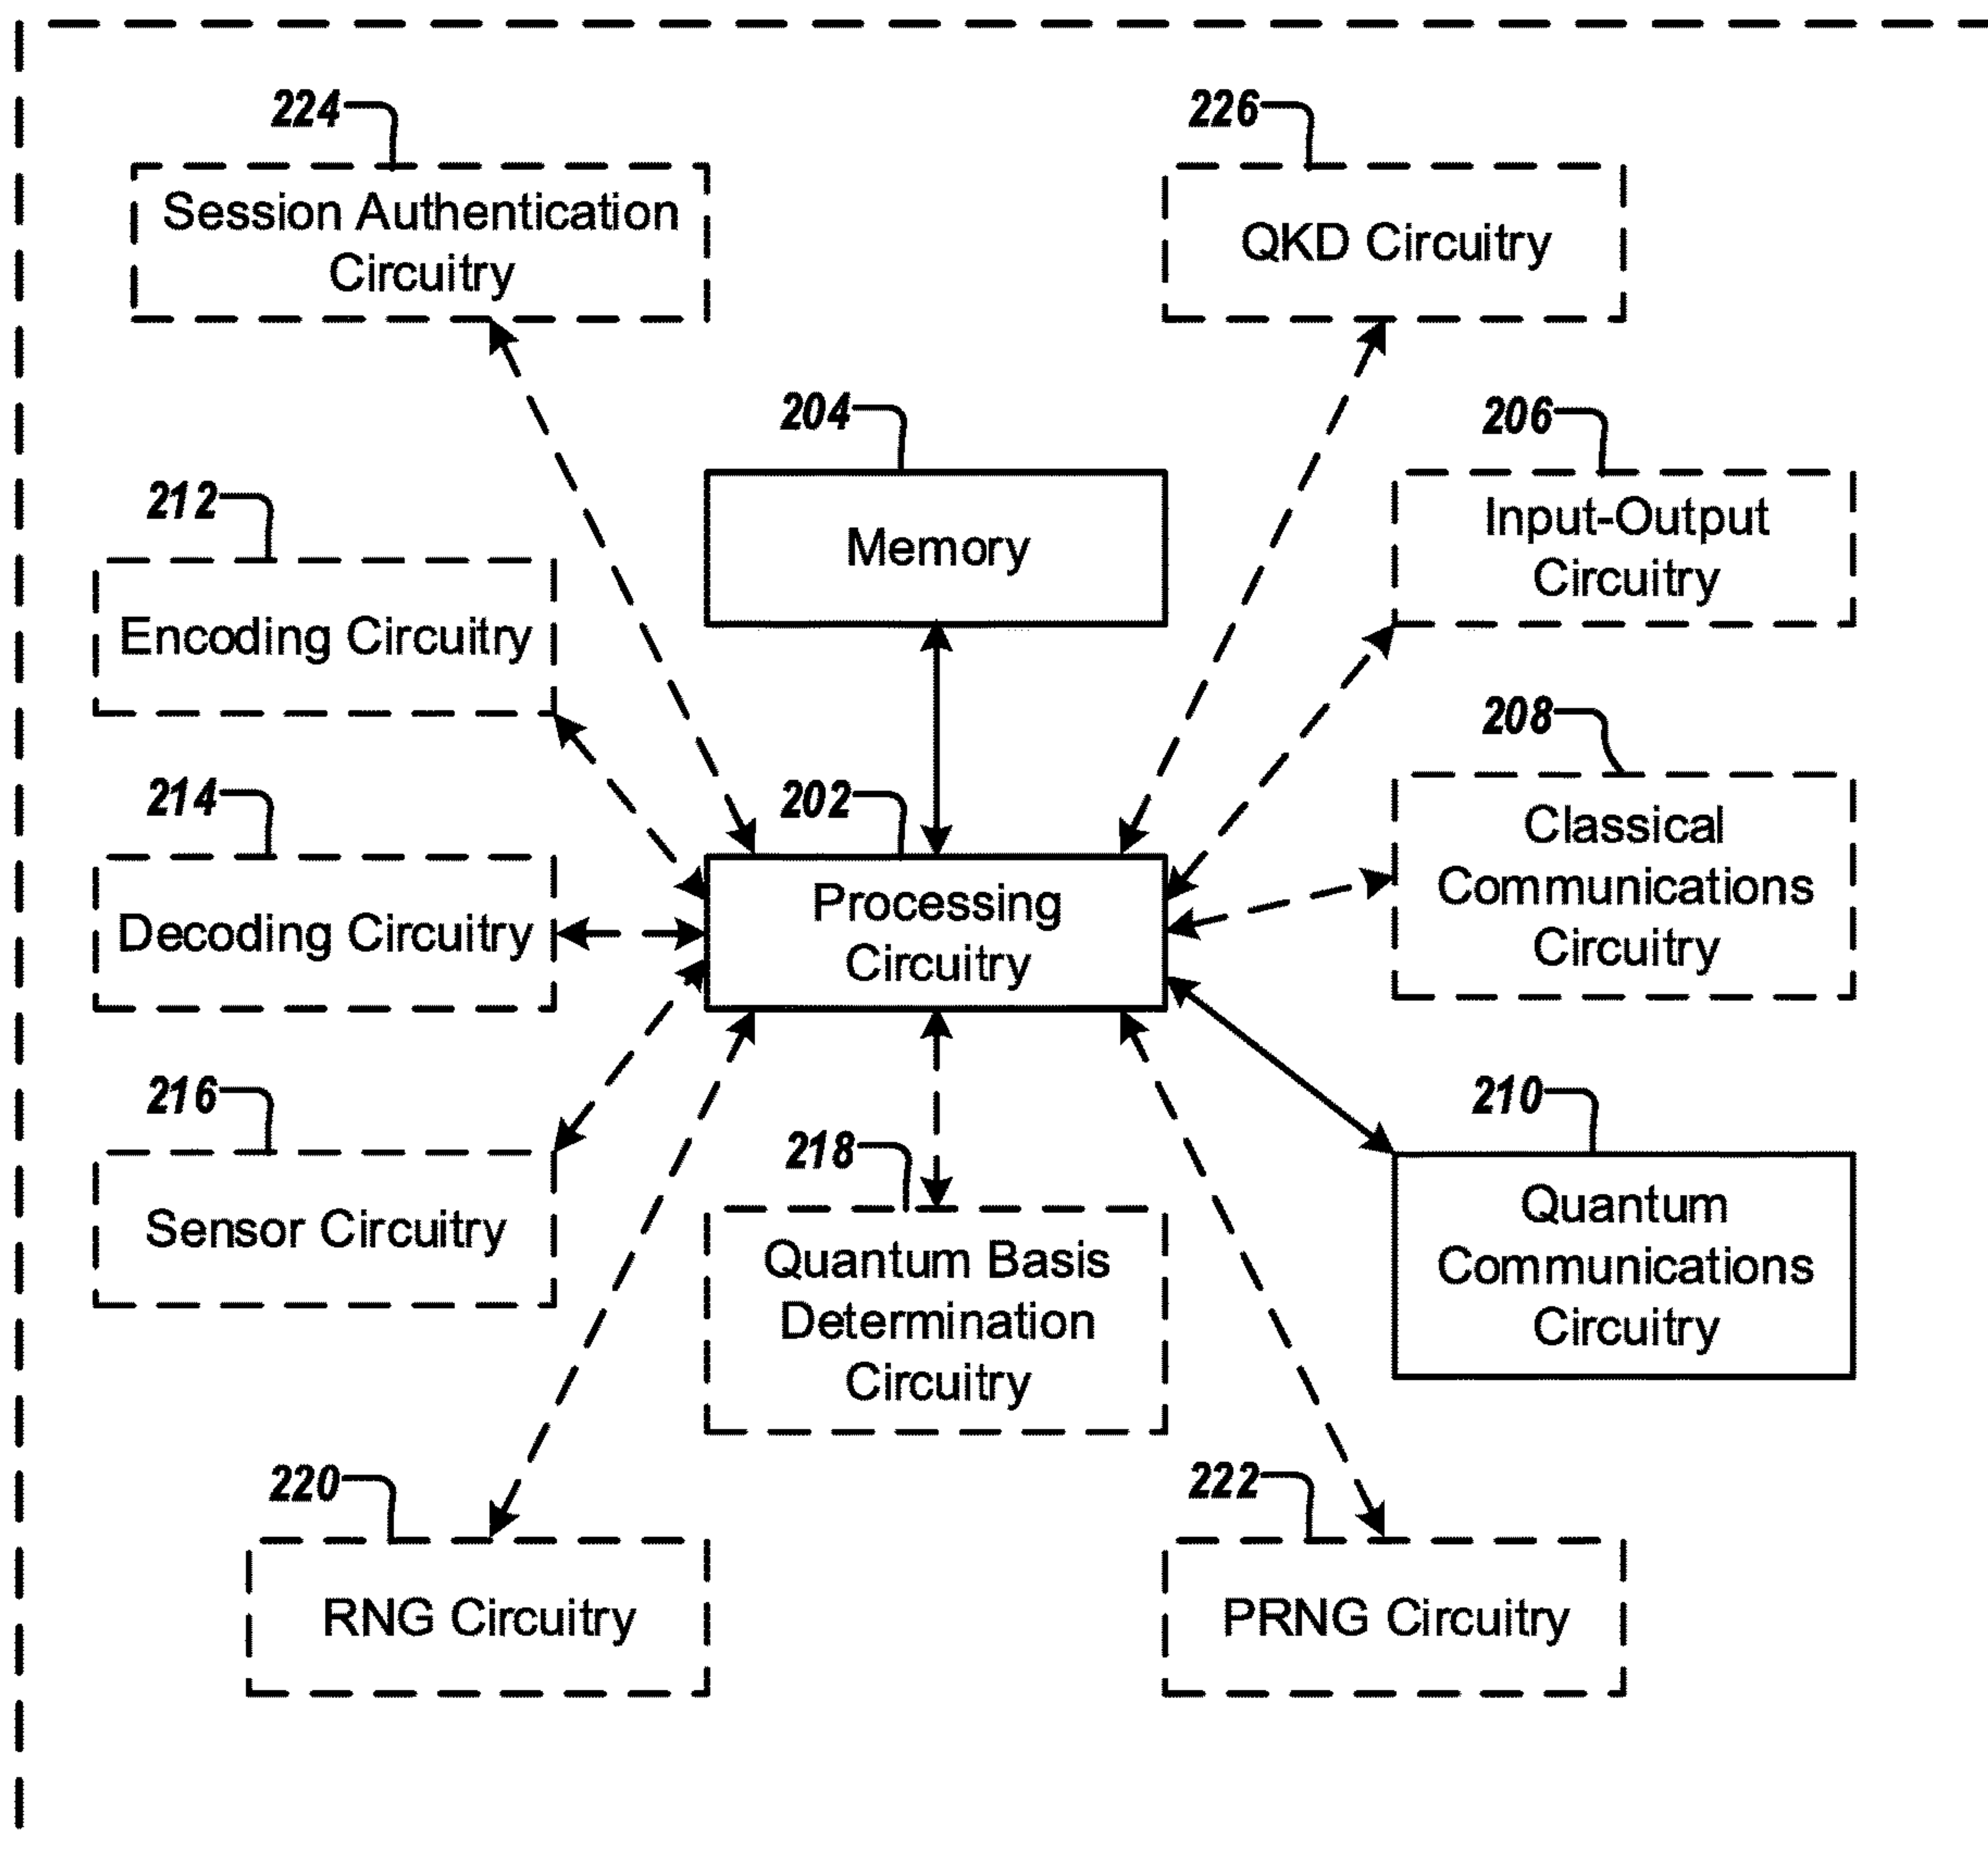 224
Session Authentication
Circuitry
226
QKD Circuitry
204
Memory
206
Input-Output
Circuitry
212
Encoding Circuitry
208
Classical
Communications
Circuitry
214
Decoding Circuitry
202
Processing
Circuitry
216
Sensor Circuitry
218
Quantum Basis
Determination
Circuitry
210
Quantum
Communications
Circuitry
220
RNG Circuitry
222
PRNG Circuitry